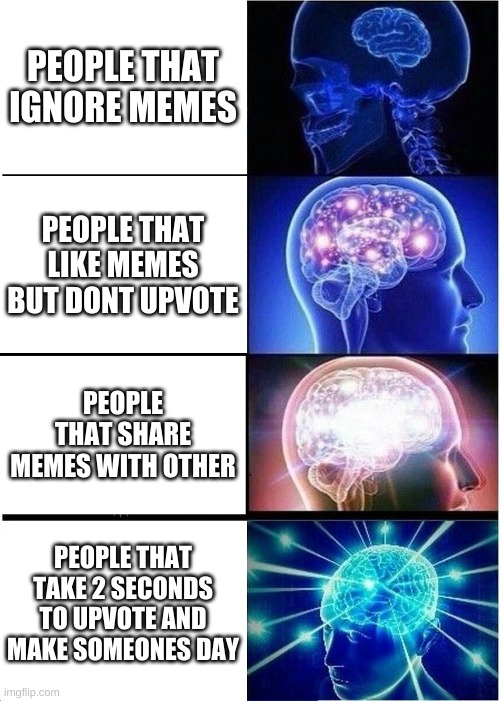 PEOPLE THAT
IGNORE MEMES
PEOPLE THAT
LIKE MEMES
BUT DONT UPVOTE
PEOPLE
THAT SHARE
MEMES WITH OTHER
PEOPLE THAT
TAKE 2 SECONDS
TO UPVOTE AND
MAKE SOMEONES DAY
imgflip.com